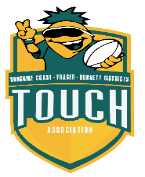 SUNSHINE COAST - FRASER - BURNETT DISTRICTS
TOUCH
ASSOCIATION